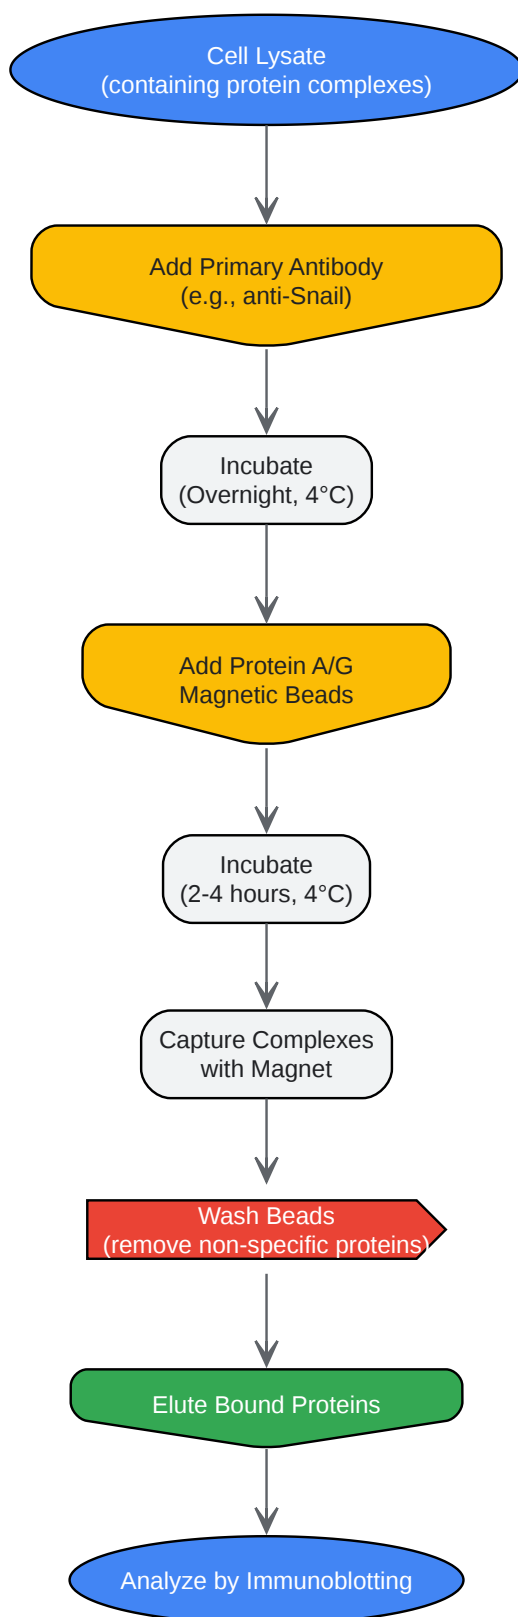 Cell Lysate
(containing protein complexes)
Add Primary Antibody
(e.g., anti-Snail)
Incubate
(Overnight, 4°C)
Add Protein A/G
Magnetic Beads
Incubate
(2-4 hours, 4°C)
Capture Complexes
with Magnet
Wash Beads
(remove non-specific proteins)
Elute Bound Proteins
Analyze by Immunoblotting